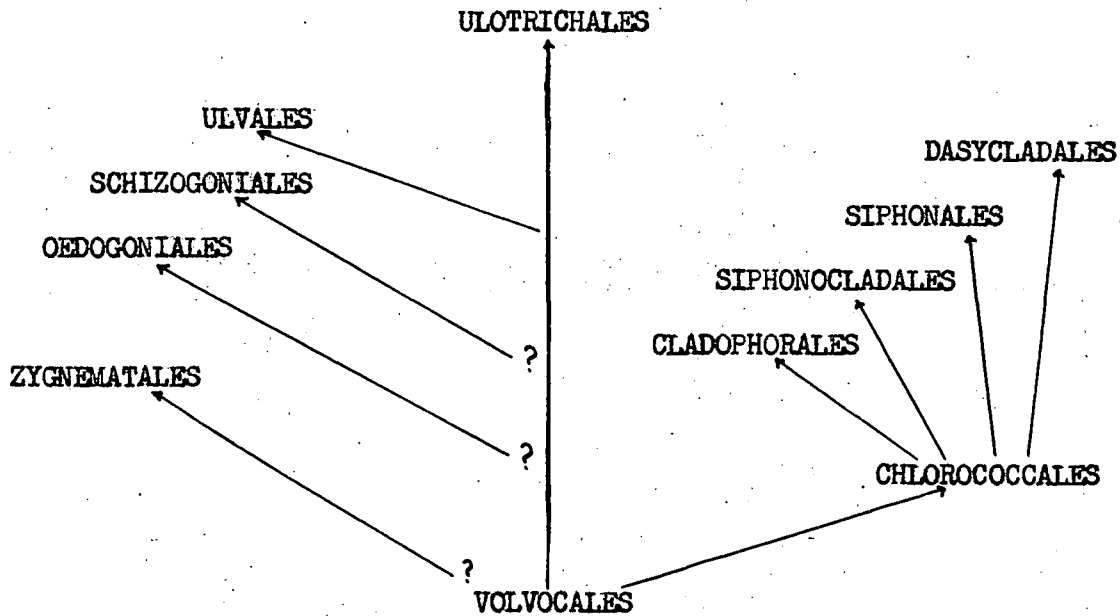 ULOTRICHALES
ULVALES
DASYCLADALES
SCHIZOGONIALES
SIPHONALES
OEDOGONIALES
SIPHONOCLADALES
CLADOPHORALES
?
ZYGNEMATALES
?
CHLOROCOCCALES
?
VOLVOCALES